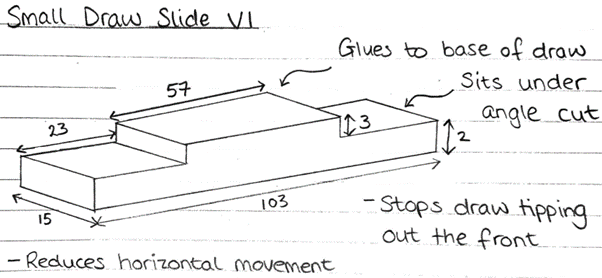 Small Draw Slide V1
Glues to base of draw
57
Sits under
angle cut
23
3
2
15
103
- Stops draw tipping
out the front
- Reduces horizontal movement